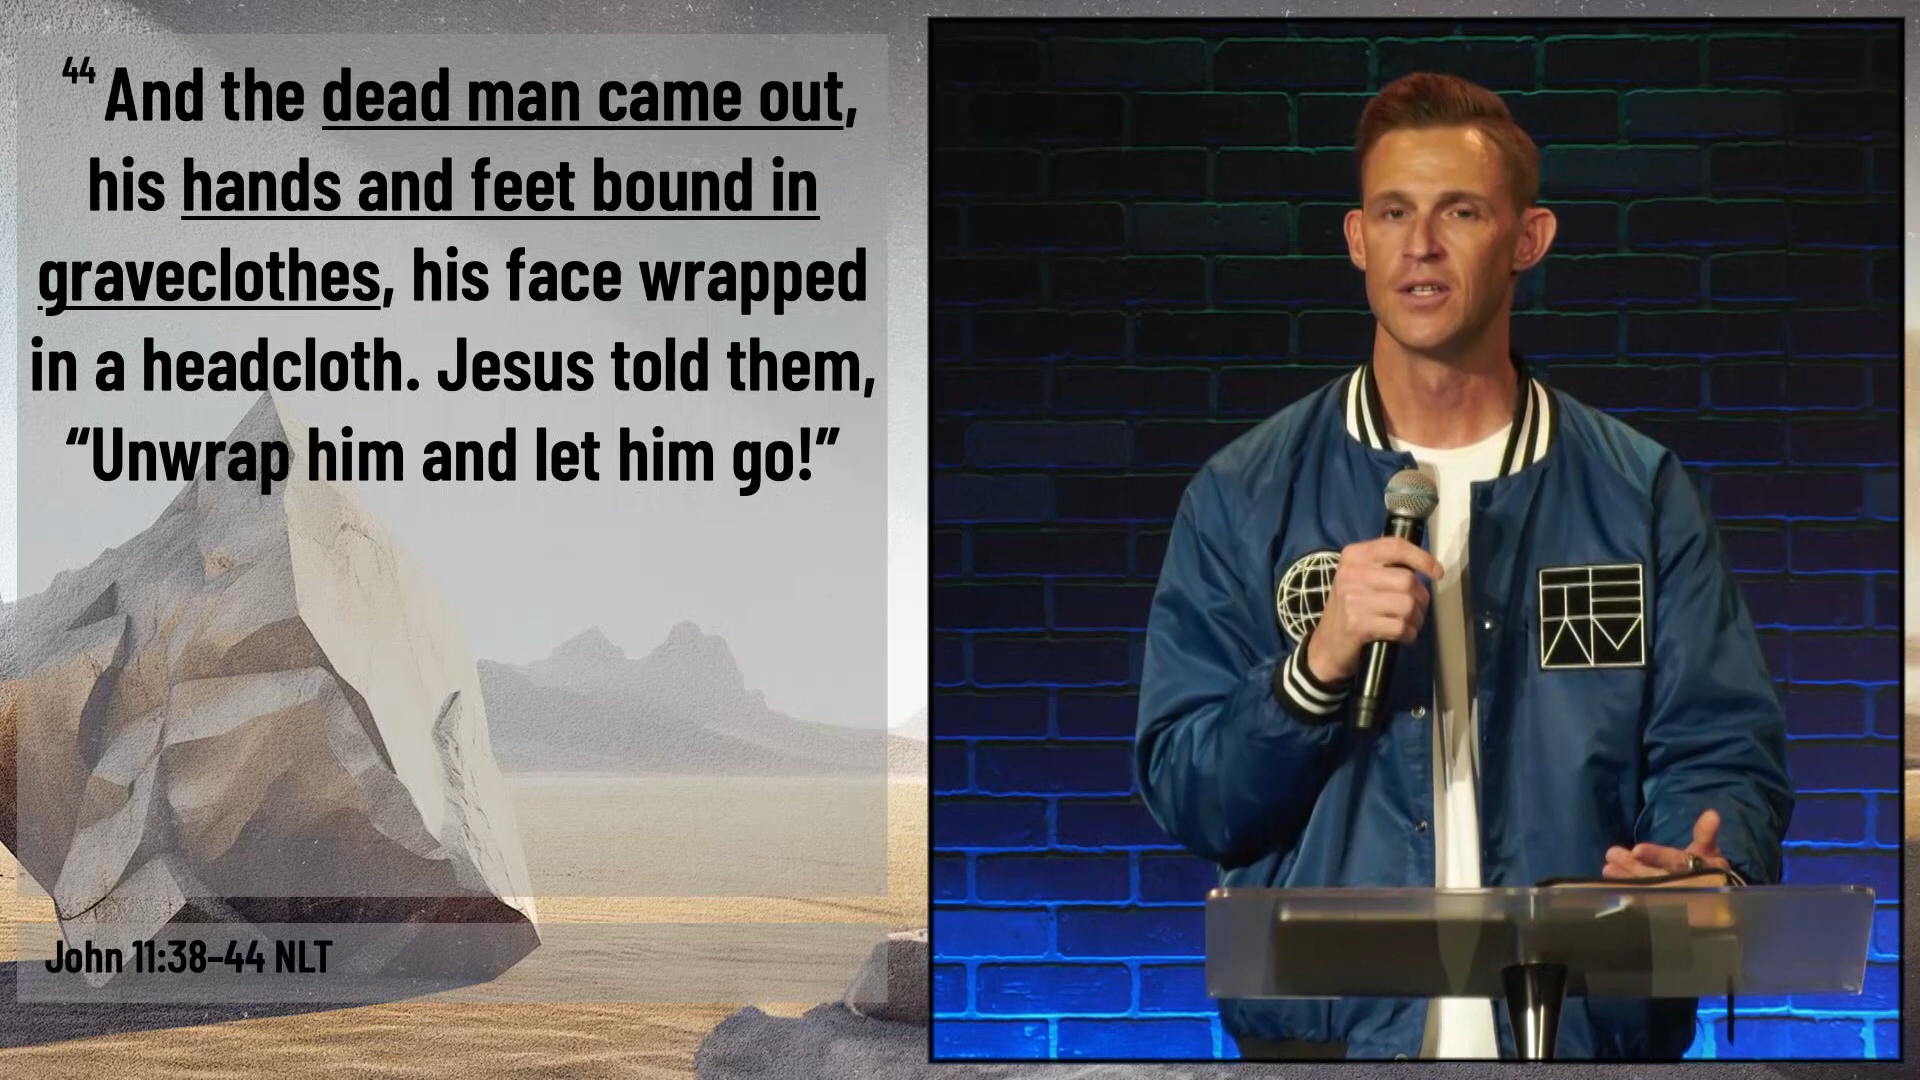 44 And the dead man came out,
his hands and feet bound in
graveclothes, his face wrapped
in a headcloth. Jesus told them,
“Unwrap him and let him go!”
John 11:38–44 NLT